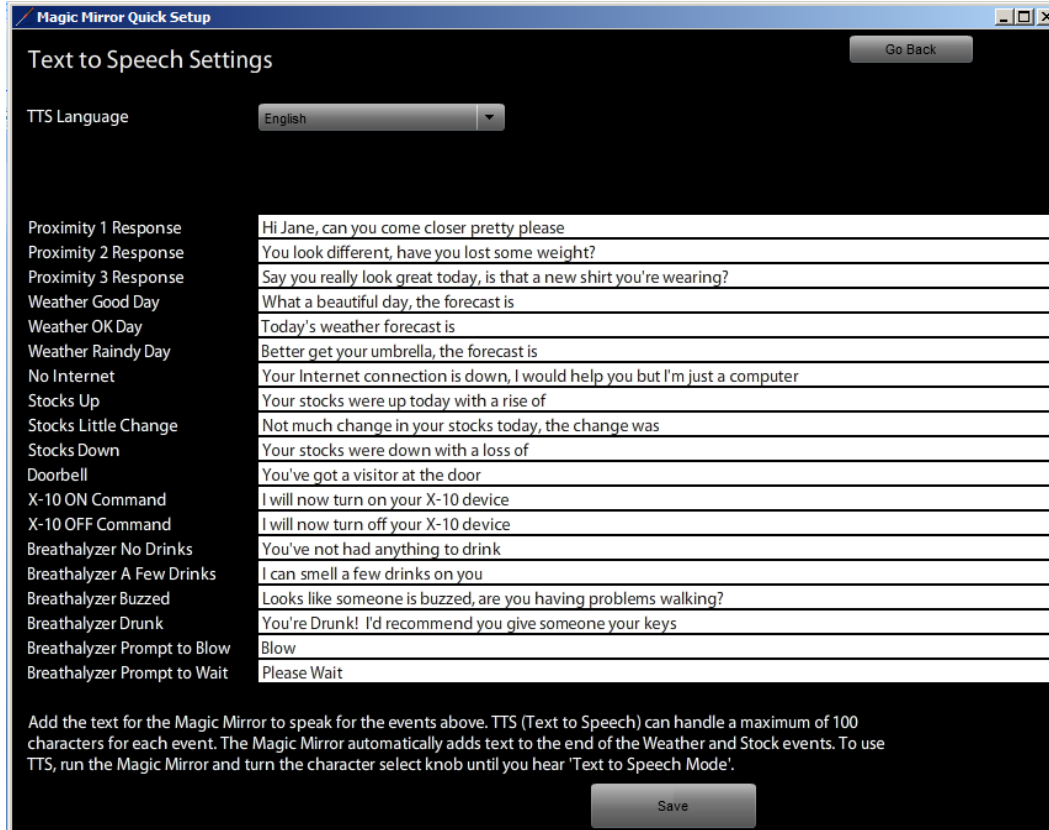 Magic Mirror Quick Setup
Text to Speech Settings
Go Back
TTS Language
English
Proximity 1 Response Hi Jane, can you come closer pretty please
Proximity 2 Response You look different, have you lost some weight?
Proximity 3 Response Say you really look great today, is that a new shirt you're wearing?
Weather Good Day What a beautiful day, the forecast is
Weather OK Day Today's weather forecast is
Weather Raindy Day Better get your umbrella, the forecast is
No Internet Your Internet connection is down, I would help you but I'm just a computer
Stocks Up Your stocks were up today with a rise of
Stocks Little Change Not much change in your stocks today, the change was
Stocks Down Your stocks were down with a loss of
Doorbell You've got a visitor at the door
X-10 ON Command I will now turn on your X-10 device
X-10 OFF Command I will now turn off your X-10 device
Breathalyzer No Drinks You've not had anything to drink
Breathalyzer A Few Drinks I can smell a few drinks on you
Breathalyzer Buzzed Looks like someone is buzzed, are you having problems walking?
Breathalyzer Drunk You're Drunk! I'd recommend you give someone your keys
Breathalyzer Prompt to Blow Blow
Breathalyzer Prompt to Wait Please Wait
Add the text for the Magic Mirror to speak for the events above. TTS (Text to Speech) can handle a maximum of 100
characters for each event. The Magic Mirror automatically adds text to the end of the Weather and Stock events. To use
TTS, run the Magic Mirror and turn the character select knob until you hear 'Text to Speech Mode'.
Save